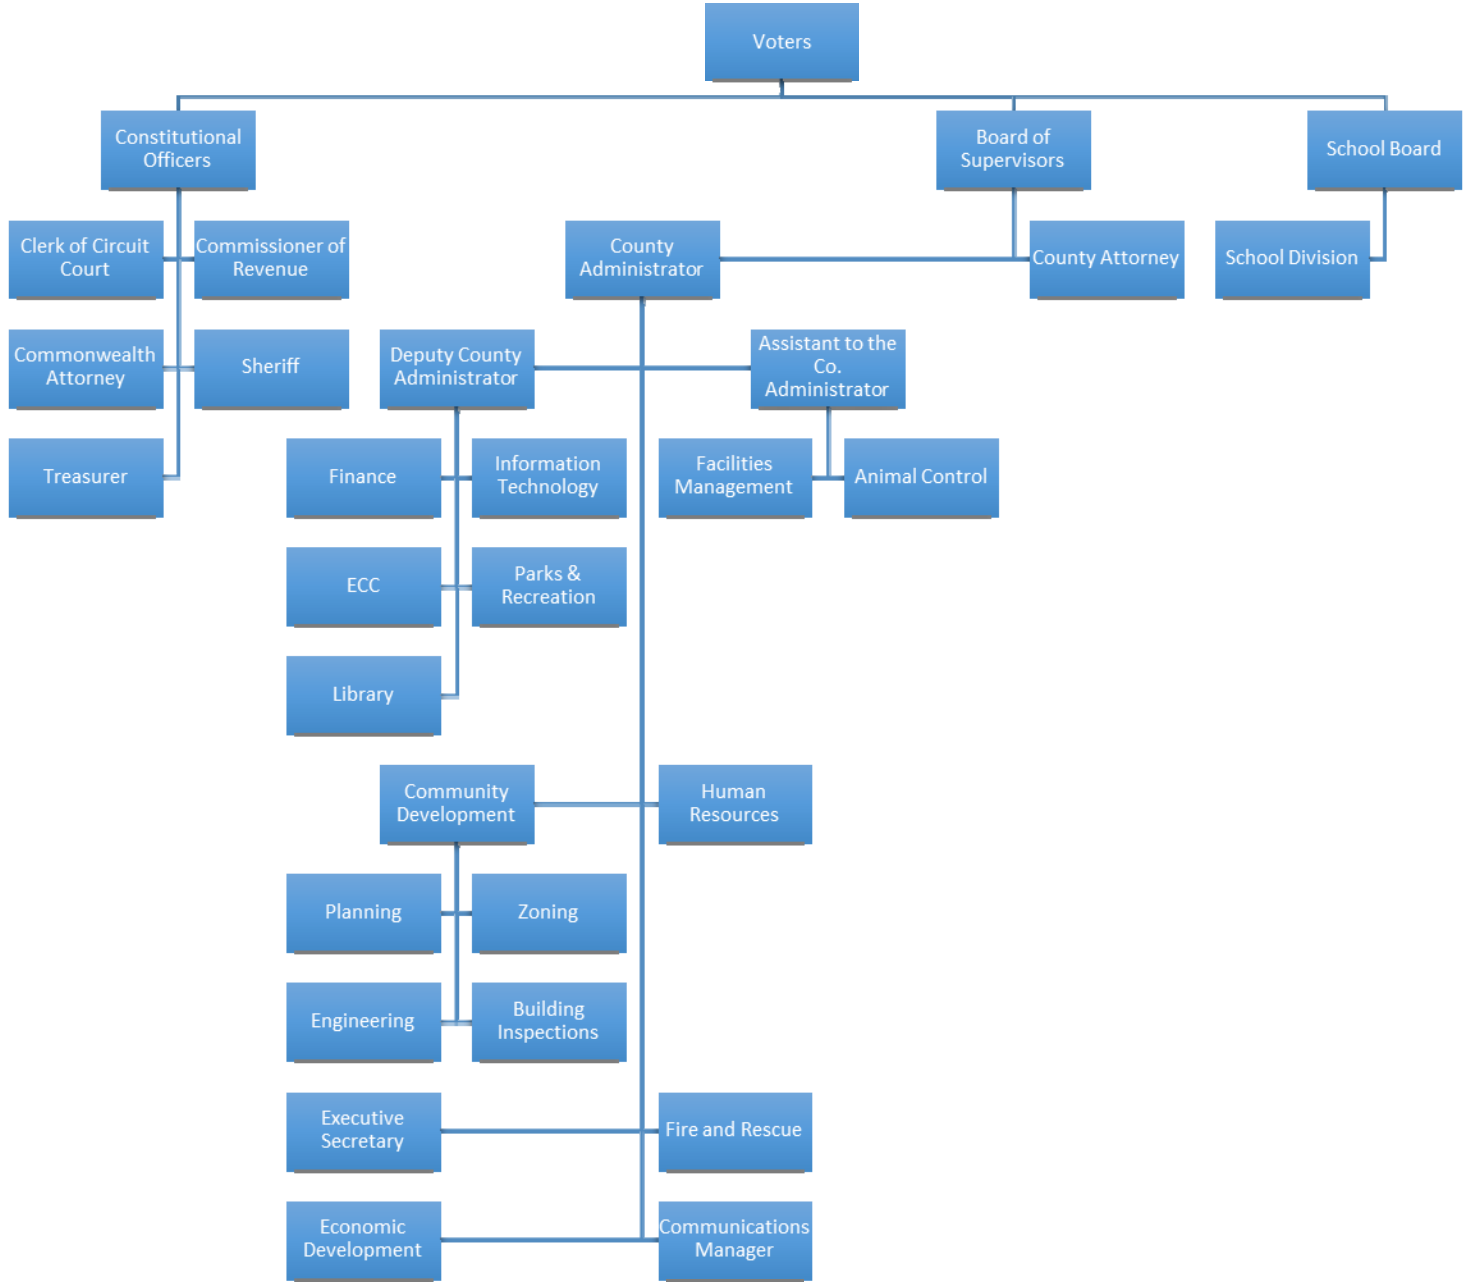 Voters
Constitutional
Officers
Board of
Supervisors
School Board
Clerk of Circuit
Court
Commissioner of
Revenue
County
Administrator
County Attorney
School Division
Commonwealth
Attorney
Sheriff
Deputy County
Administrator
Assistant to the
Co.
Administrator
Treasurer
Finance
Information
Technology
Facilities
Management
Animal Control
ECC
Parks &
Recreation
Library
Community
Development
Human
Resources
Planning
Zoning
Engineering
Building
Inspections
Executive
Secretary
Fire and Rescue
Economic
Development
Communications
Manager